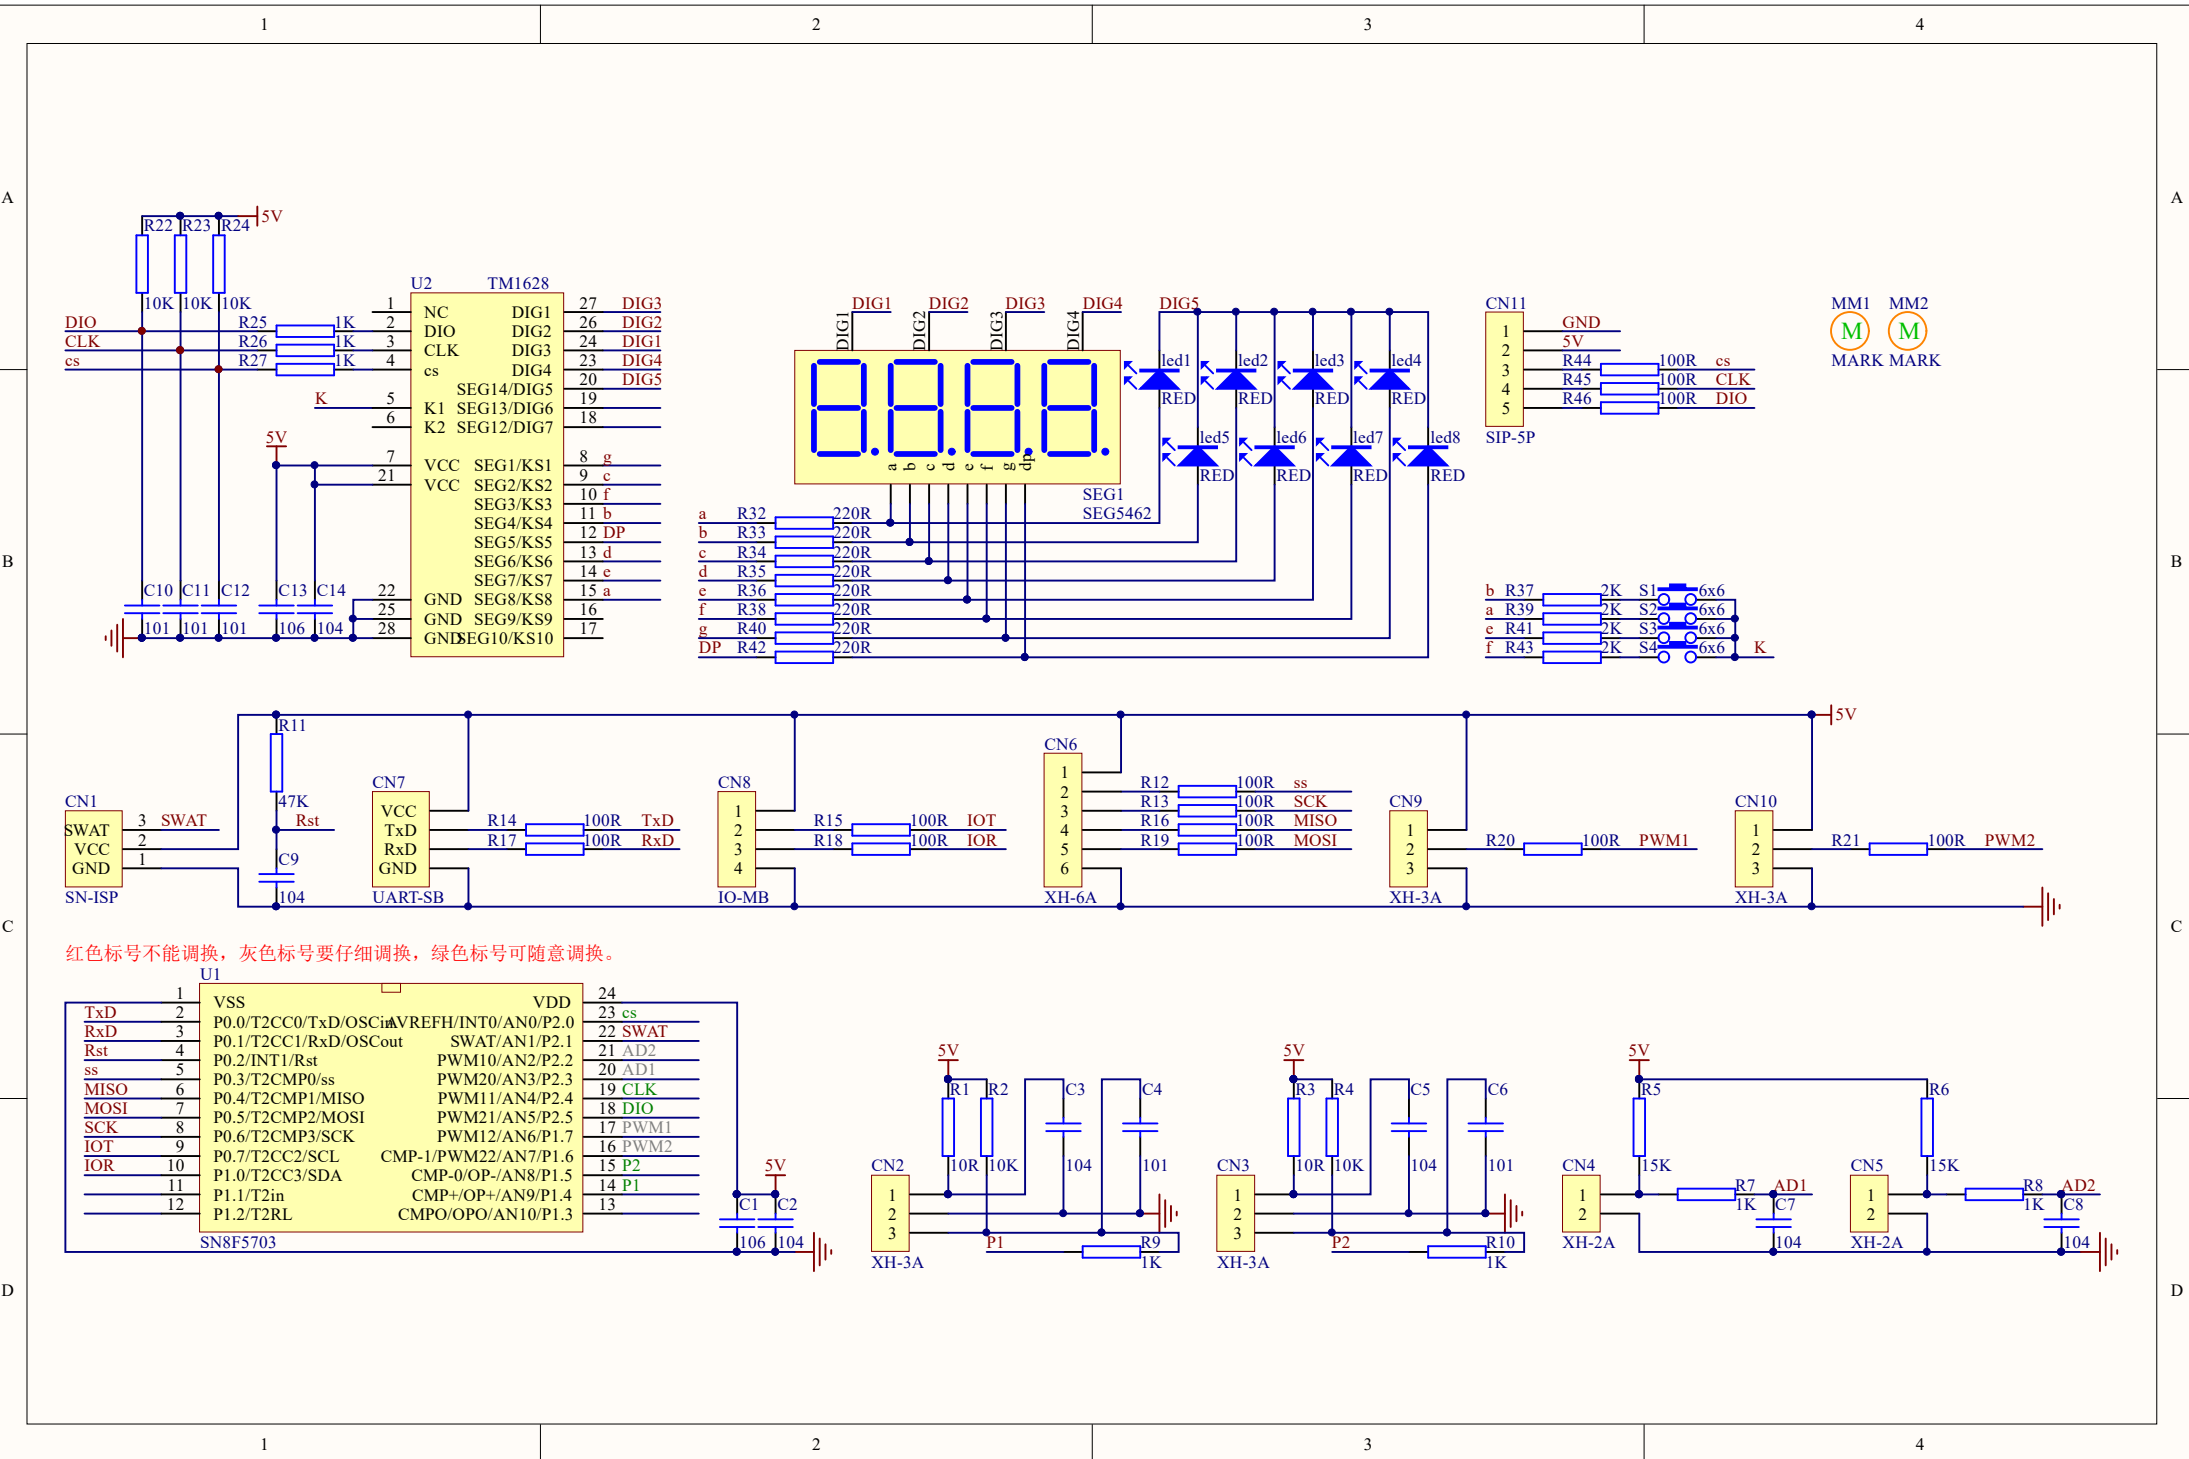 1 2 3 4
A A
R22 R23 R24 5V
10K 10K 10K
U2 TM1628
DIO R25 1K
CLK R26 1K
cs R27 1K
K
5V
1 NC DIG1 27 DIG3
2 DIO DIG2 26 DIG2
3 CLK DIG3 24 DIG1
4 cs DIG4 23 DIG4
SEG14/DIG5 20 DIG5
5 K1 SEG13/DIG6 19
6 K2 SEG12/DIG7 18
7 VCC SEG1/KS1 8 g
21 VCC SEG2/KS2 9 c
SEG3/KS3 10 f
SEG4/KS4 11 b
SEG5/KS5 12 DP
SEG6/KS6 13 d
SEG7/KS7 14 e
22 GND SEG8/KS8 15 a
25 GND SEG9/KS9 16
28 GND SEG10/KS10 17
C10 C11 C12 C13 C14
101 101 101 106 104
DIG1 DIG2 DIG3 DIG4 DIG5
DIG1 DIG2 DIG3 DIG4
a b c d e f g dp
SEG1
SEG5462
led1 led2 led3 led4
RED RED RED RED
led5 led6 led7 led8
RED RED RED RED
a R32 220R
b R33 220R
c R34 220R
d R35 220R
e R36 220R
f R38 220R
g R40 220R
DP R42 220R
CN11
1 GND
2 5V
3 R44 100R cs
4 R45 100R CLK
5 R46 100R DIO
SIP-5P
MM1 MM2
M M
MARK MARK
B B
b R37 2K S1 6x6
a R39 2K S2 6x6
e R41 2K S3 6x6
f R43 2K S4 6x6 K
5V
R11
47K
Rst
C9
104
CN1
SWAT 3 SWAT
VCC 2
GND 1
SN-ISP
CN7
VCC
TxD R14 100R TxD
RxD R17 100R RxD
GND
UART-SB
CN8
1
2 R15 100R IOT
3 R18 100R IOR
4
IO-MB
CN6
1
2 R12 100R ss
3 R13 100R SCK
4 R16 100R MISO
5 R19 100R MOSI
6
XH-6A
CN9
1
2 R20 100R PWM1
3
XH-3A
CN10
1
2 R21 100R PWM2
3
XH-3A
C C
红色标号不能调换，灰色标号要仔细调换，绿色标号可随意调换。
U1
1 VSS VDD 24
TxD 2 P0.0/T2CC0/TxD/OSCin AVREFH/INT0/AN0/P2.0 23 cs
RxD 3 P0.1/T2CC1/RxD/OSCout SWAT/AN1/P2.1 22 SWAT
Rst 4 P0.2/INT1/Rst PWM10/AN2/P2.2 21 AD2
ss 5 P0.3/T2CMP0/ss PWM20/AN3/P2.3 20 AD1
MISO 6 P0.4/T2CMP1/MISO PWM11/AN4/P2.4 19 CLK
MOSI 7 P0.5/T2CMP2/MOSI PWM21/AN5/P2.5 18 DIO
SCK 8 P0.6/T2CMP3/SCK PWM12/AN6/P1.7 17 PWM1
IOT 9 P0.7/T2CC2/SCL CMP-1/PWM22/AN7/P1.6 16 PWM2
IOR 10 P1.0/T2CC3/SDA CMP-0/OP-/AN8/P1.5 15 P2
11 P1.1/T2in CMP+/OP+/AN9/P1.4 14 P1
12 P1.2/T2RL CMPO/OPO/AN10/P1.3 13
SN8F5703
5V
C1 C2
106 104
5V
R1 R2 C3 C4
10R 10K 104 101
CN2
1
2
3
XH-3A
P1 R9
1K
5V
R3 R4 C5 C6
10R 10K 104 101
CN3
1
2
3
XH-3A
P2 R10
1K
5V
R5 R6
15K 15K
CN4
1
2
XH-2A
R7 AD1
1K C7
104
CN5
1
2
XH-2A
R8 AD2
1K C8
104
D D
1 2 3 4